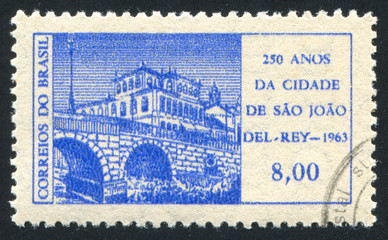 CORREIOS DO BRASIL
250 ANOS
DA CIDADE
DE SÃO JOÃO
DEL-REY—1963
8,00